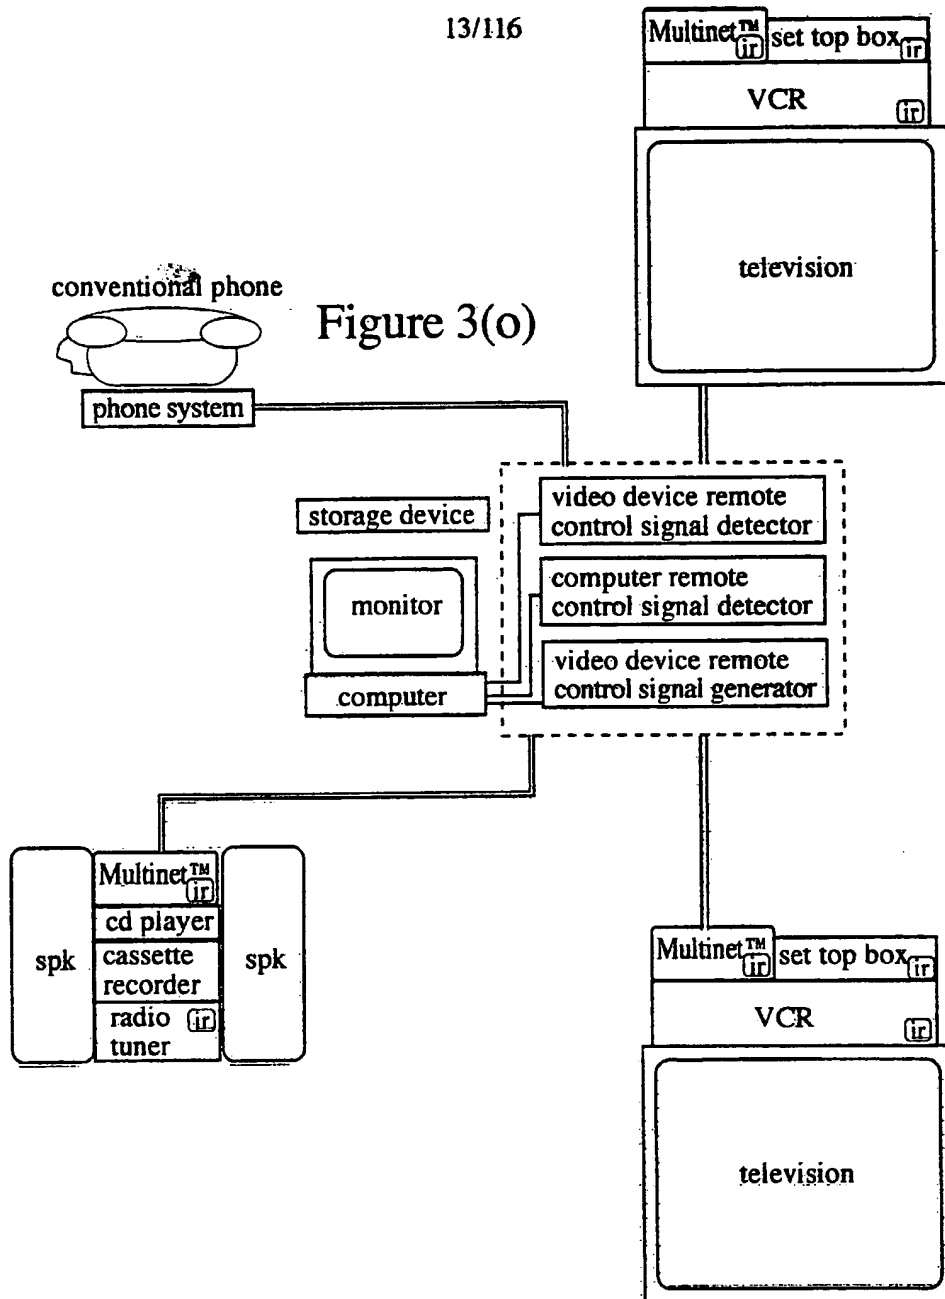 13/116
Multinet™
ir
set top box
ir
VCR
ir
television
conventional phone
Figure 3(o)
phone system
storage device
monitor
computer
video device remote
control signal detector
computer remote
control signal detector
video device remote
control signal generator
spk
Multinet™
ir
cd player
cassette
recorder
radio
ir
tuner
spk
Multinet™
ir
set top box
ir
VCR
ir
television